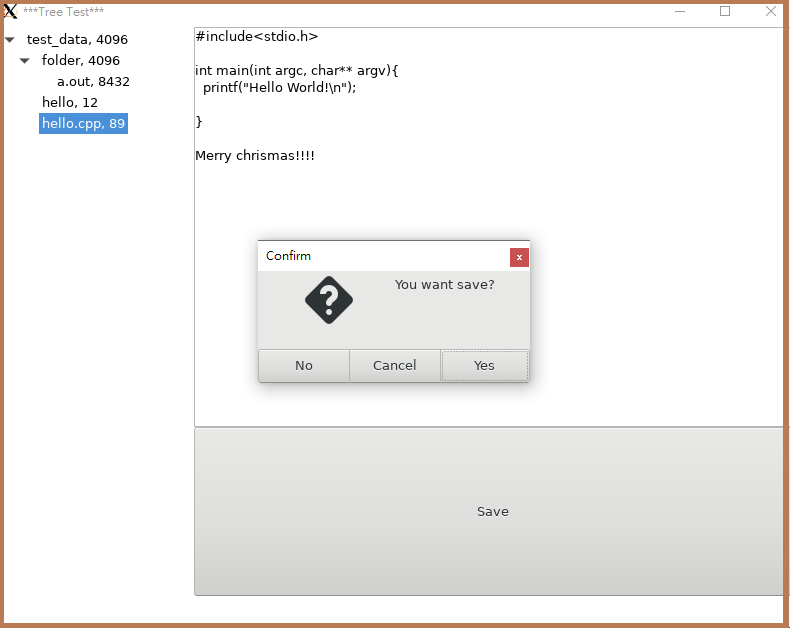 ***Tree Test***
test_data, 4096
folder, 4096
a.out, 8432
hello, 12
hello.cpp, 89
#include<stdio.h>
int main(int argc, char** argv){
printf("Hello World!\n");
}
Merry chrismas!!!!
Confirm
x
You want save?
No
Cancel
Yes
Save